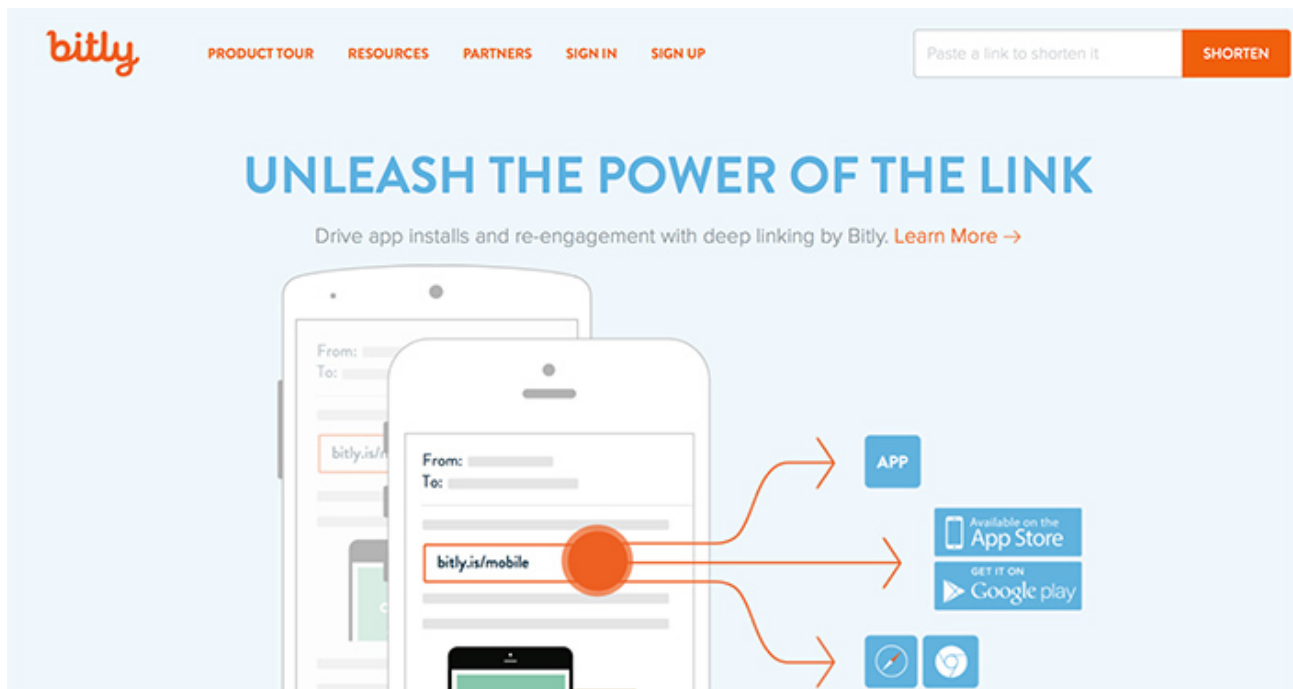 bitly
PRODUCT TOUR RESOURCES PARTNERS SIGN IN SIGN UP
Paste a link to shorten it
SHORTEN
UNLEASH THE POWER OF THE LINK
Drive app installs and re-engagement with deep linking by Bitly. Learn More →
From:
To:
bitly.is/
From:
To:
bitly.is/mobile
APP
Available on the
App Store
GET IT ON
Google play